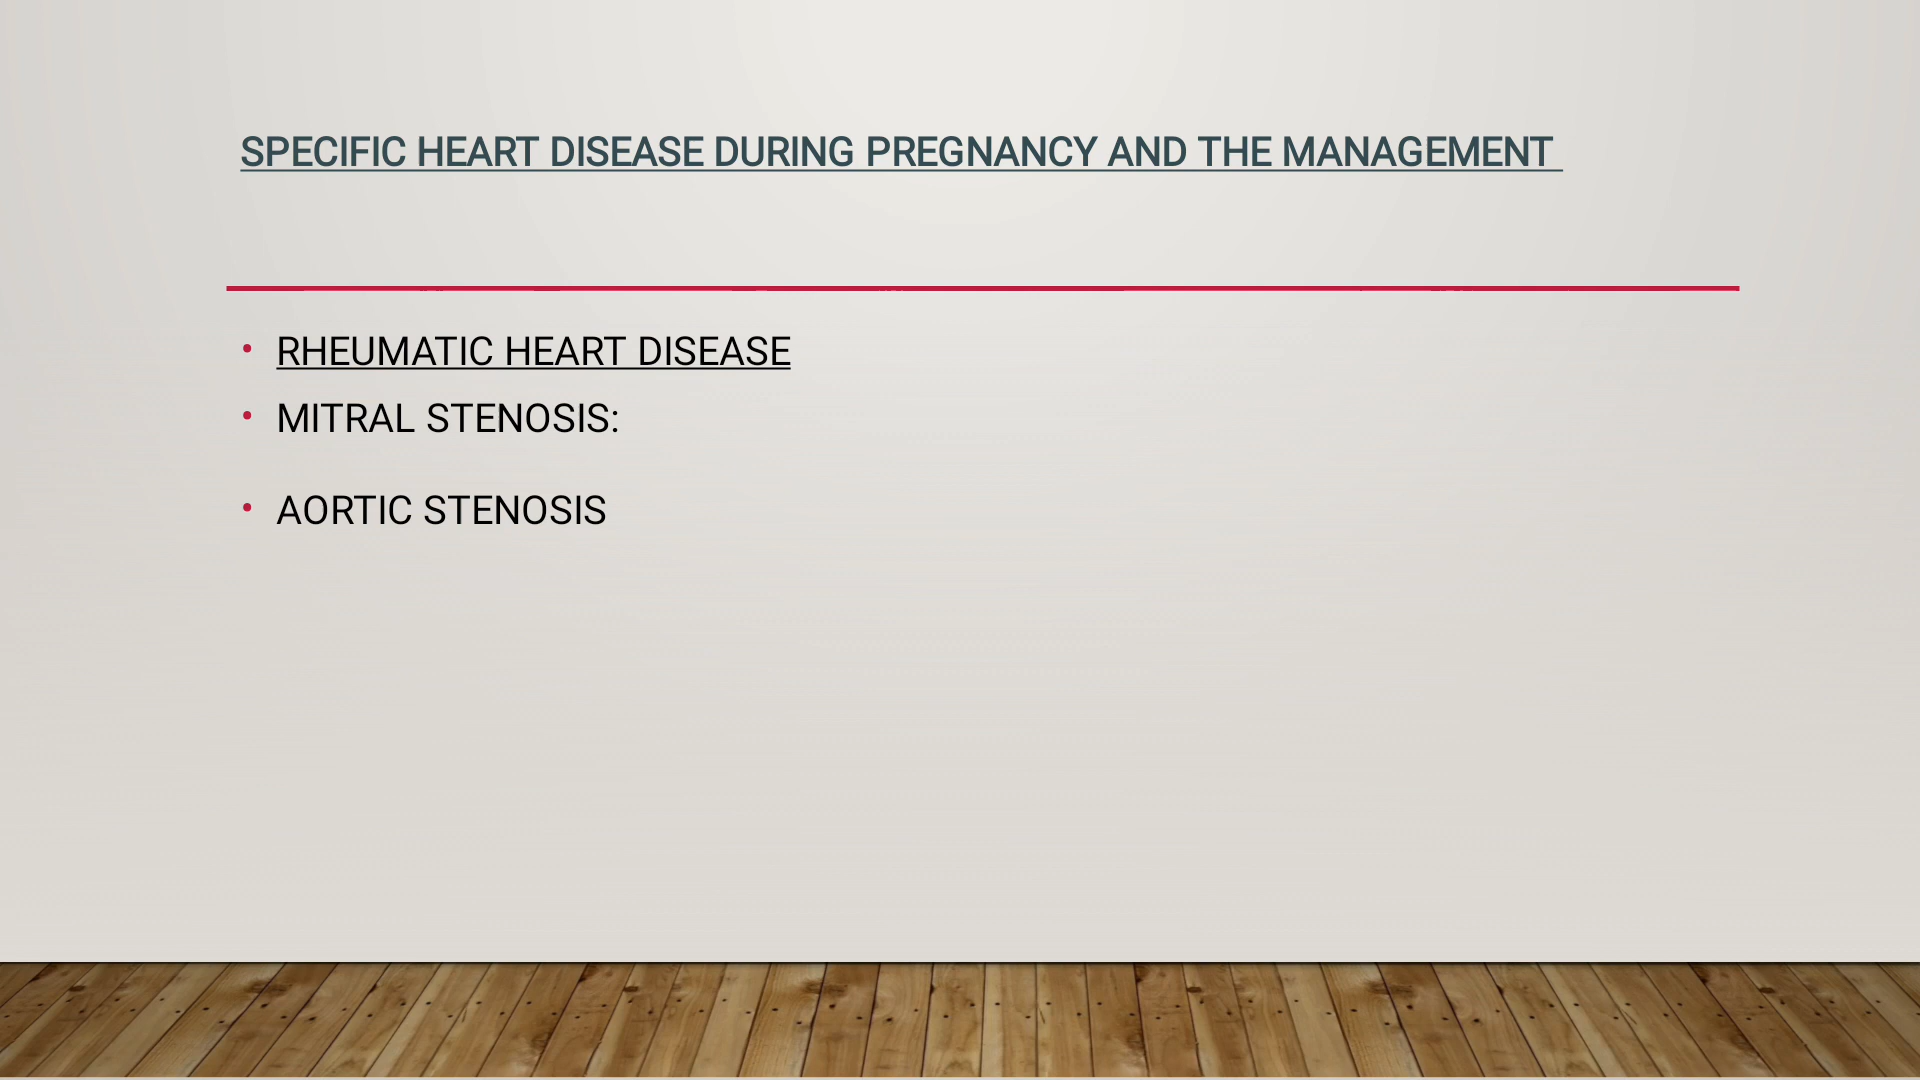 SPECIFIC HEART DISEASE DURING PREGNANCY AND THE MANAGEMENT
• RHEUMATIC HEART DISEASE
• MITRAL STENOSIS:
• AORTIC STENOSIS